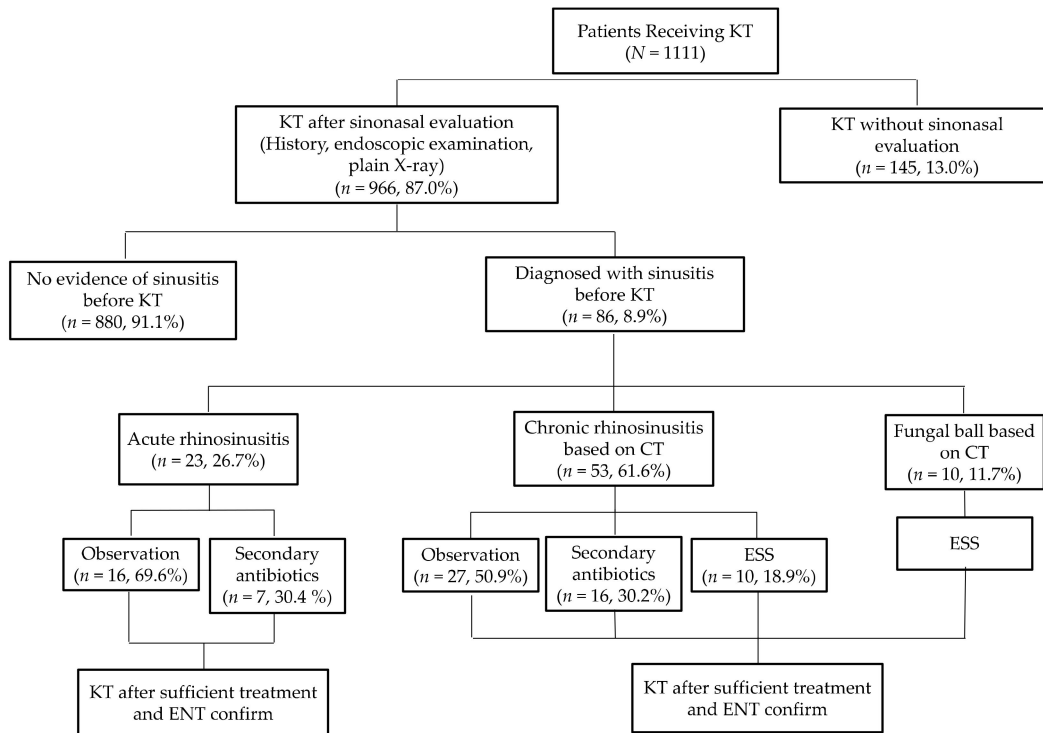 Patients Receiving KT
(N = 1111)
KT after sinonasal evaluation
(History, endoscopic examination,
plain X-ray)
(n = 966, 87.0%)
KT without sinonasal
evaluation
(n = 145, 13.0%)
No evidence of sinusitis
before KT
(n = 880, 91.1%)
Diagnosed with sinusitis
before KT
(n = 86, 8.9%)
Acute rhinosinusitis
(n = 23, 26.7%)
Chronic rhinosinusitis
based on CT
(n = 53, 61.6%)
Fungal ball based
on CT
(n = 10, 11.7%)
Observation
(n = 16, 69.6%)
Secondary
antibiotics
(n = 7, 30.4 %)
Observation
(n = 27, 50.9%)
Secondary
antibiotics
(n = 16, 30.2%)
ESS
(n = 10, 18.9%)
ESS
KT after sufficient treatment
and ENT confirm
KT after sufficient treatment
and ENT confirm